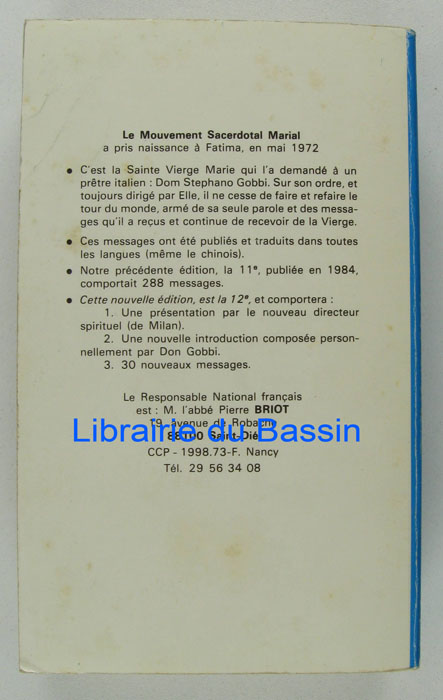 Le Mouvement Sacerdotal Marial
a pris naissance à Fatima, en mai 1972
• C'est la Sainte Vierge Marie qui l'a demandé à un
prêtre italien : Dom Stephano Gobbi. Sur son ordre, et
toujours dirigé par Elle, il ne cesse de faire et refaire le
tour du monde, armé de sa seule parole et des messa-
ges qu'il a reçus et continue de recevoir de la Vierge.
• Ces messages ont été publiés et traduits dans toutes
les langues (même le chinois).
• Notre précédente édition, la 11e, publiée en 1984,
comportait 288 messages.
• Cette nouvelle édition, est la 12e, et comportera :
1. Une présentation par le nouveau directeur
spirituel (de Milan).
2. Une nouvelle introduction composée person-
nellement par Don Gobbi.
3. 30 nouveaux messages.
Le Responsable National français
est : M. l'abbé Pierre BRIOT
19, avenue de Robache
Librairie du Bassin
88100 Saint-Dié
CCP - 1998.73-F. Nancy
Tél. 29 56 34 08